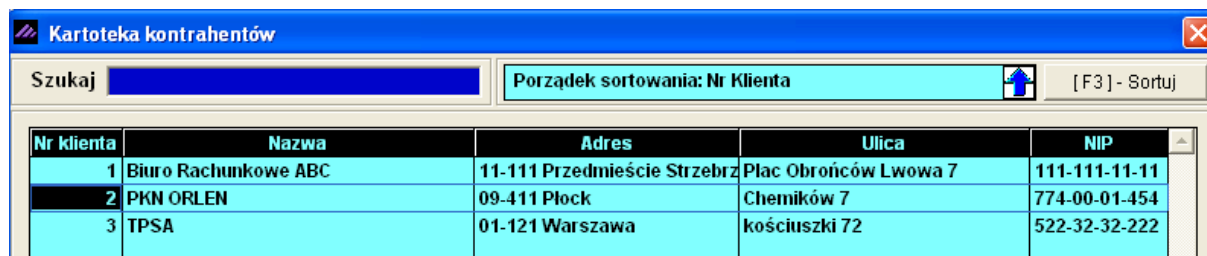 Kartoteka kontrahentów
Szukaj Porządek sortowania: Nr Klienta [ F3 ] - Sortuj
Nr klienta Nazwa Adres Ulica NIP
1 Biuro Rachunkowe ABC 11-111 Przedmieście Strzebrz Plac Obrońców Lwowa 7 111-111-11-11
2 PKN ORLEN 09-411 Płock Chemików 7 774-00-01-454
3 TPSA 01-121 Warszawa kościuszki 72 522-32-32-222